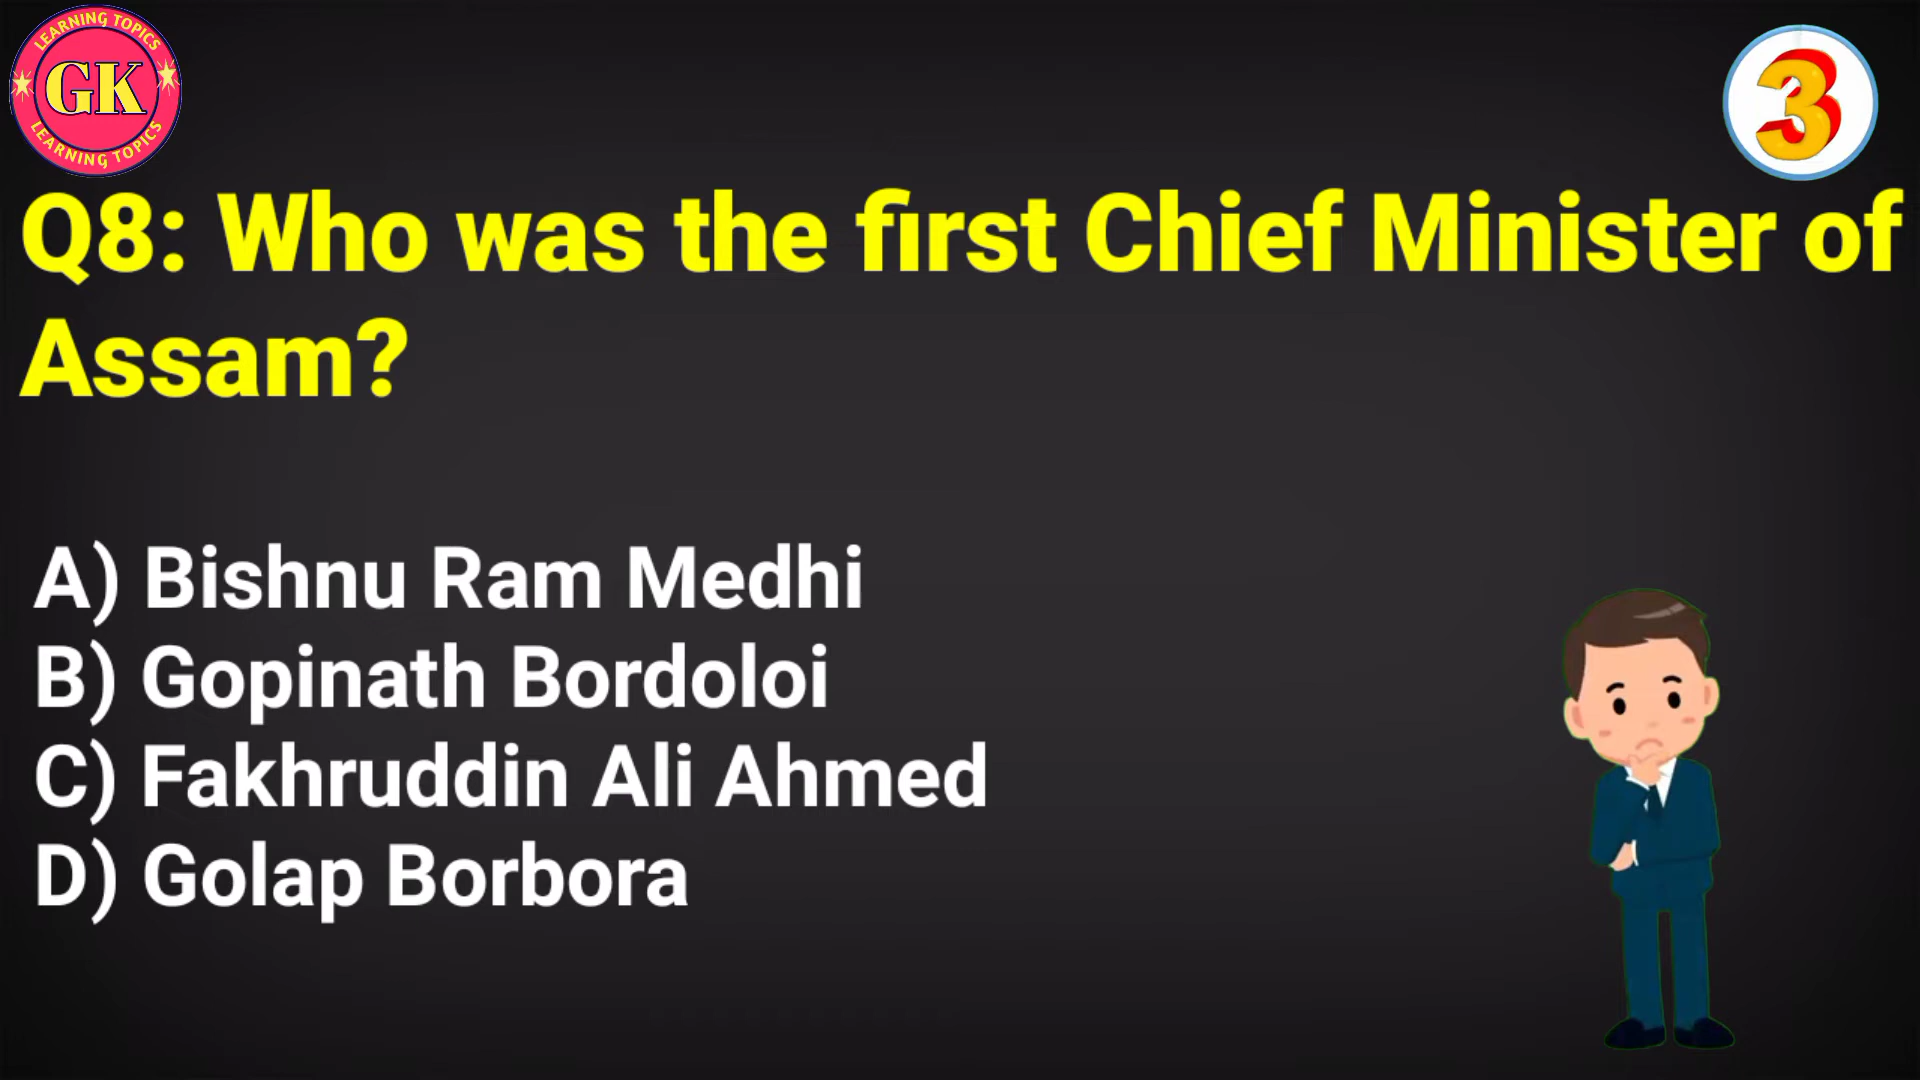 LEARNING TOPICS
GK
LEARNING TOPICS
3
Q8: Who was the first Chief Minister of
Assam?
A) Bishnu Ram Medhi
B) Gopinath Bordoloi
C) Fakhruddin Ali Ahmed
D) Golap Borbora